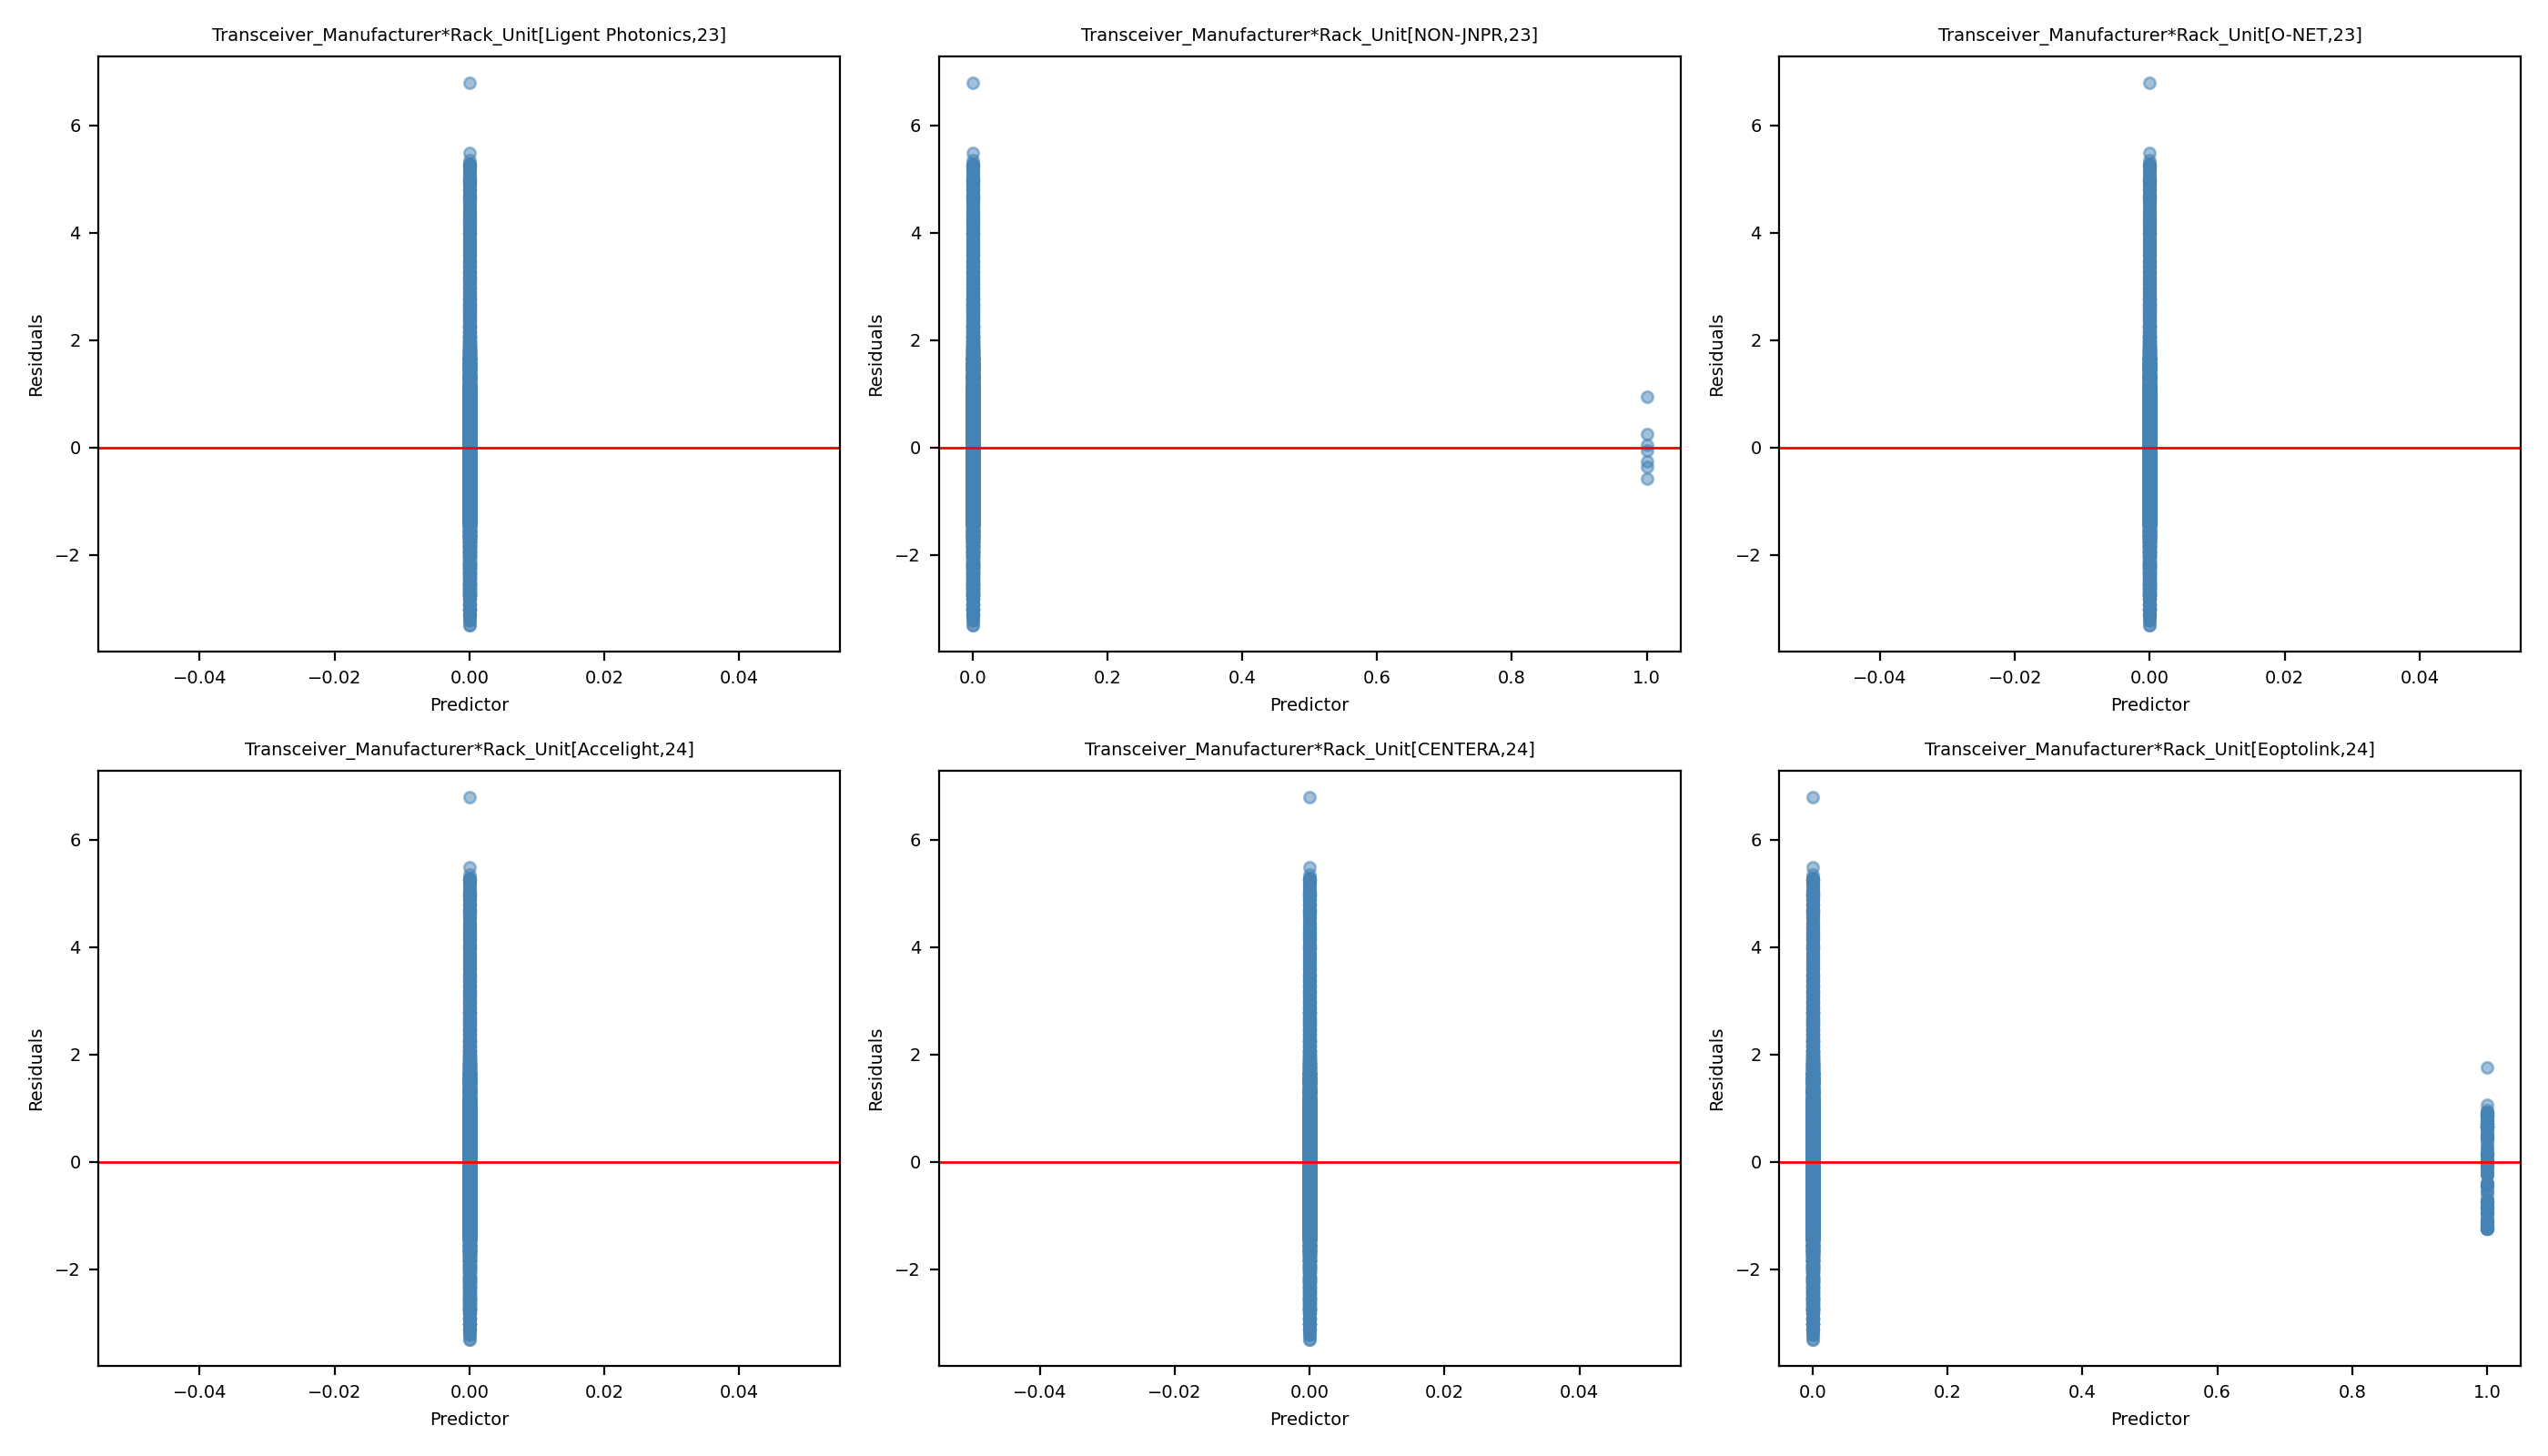 Transceiver_Manufacturer*Rack_Unit[Ligent Photonics,23]
6
4
2
0
−2
Residuals
−0.04 −0.02 0.00 0.02 0.04
Predictor
Transceiver_Manufacturer*Rack_Unit[NON-JNPR,23]
6
4
2
0
−2
Residuals
0.0 0.2 0.4 0.6 0.8 1.0
Predictor
Transceiver_Manufacturer*Rack_Unit[O-NET,23]
6
4
2
0
−2
Residuals
−0.04 −0.02 0.00 0.02 0.04
Predictor
Transceiver_Manufacturer*Rack_Unit[Accelight,24]
6
4
2
0
−2
Residuals
−0.04 −0.02 0.00 0.02 0.04
Predictor
Transceiver_Manufacturer*Rack_Unit[CENTERA,24]
6
4
2
0
−2
Residuals
−0.04 −0.02 0.00 0.02 0.04
Predictor
Transceiver_Manufacturer*Rack_Unit[Eoptolink,24]
6
4
2
0
−2
Residuals
0.0 0.2 0.4 0.6 0.8 1.0
Predictor